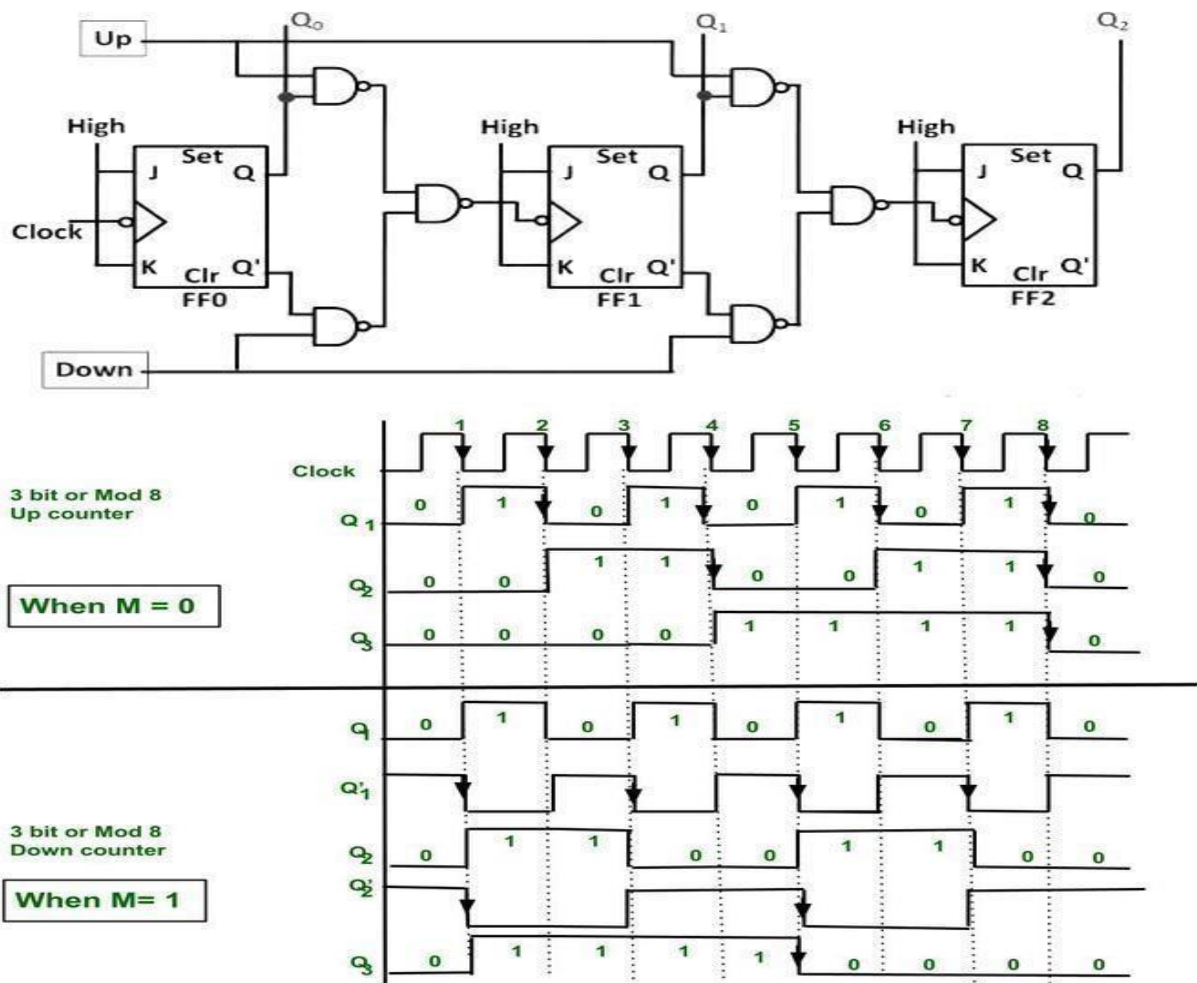 Q₀ Q₁ Q₂
Up
High High High
Set Set Set
J Q J Q J Q
Clock
K Clr Q' K Clr Q' K Clr Q'
FF0 FF1 FF2
Down
1 2 3 4 5 6 7 8
Clock
3 bit or Mod 8
Up counter
Q1 0 1 0 1 0 1 0 1 0
Q2 0 0 1 1 0 0 1 1 0
When M = 0
Q3 0 0 0 0 1 1 1 1 0
Q1 0 1 0 1 0 1 0 1 0
Q'1
3 bit or Mod 8
Down counter
Q2 0 1 1 0 0 1 1 0 0
Q'2
When M= 1
Q3 0 1 1 1 1 0 0 0 0